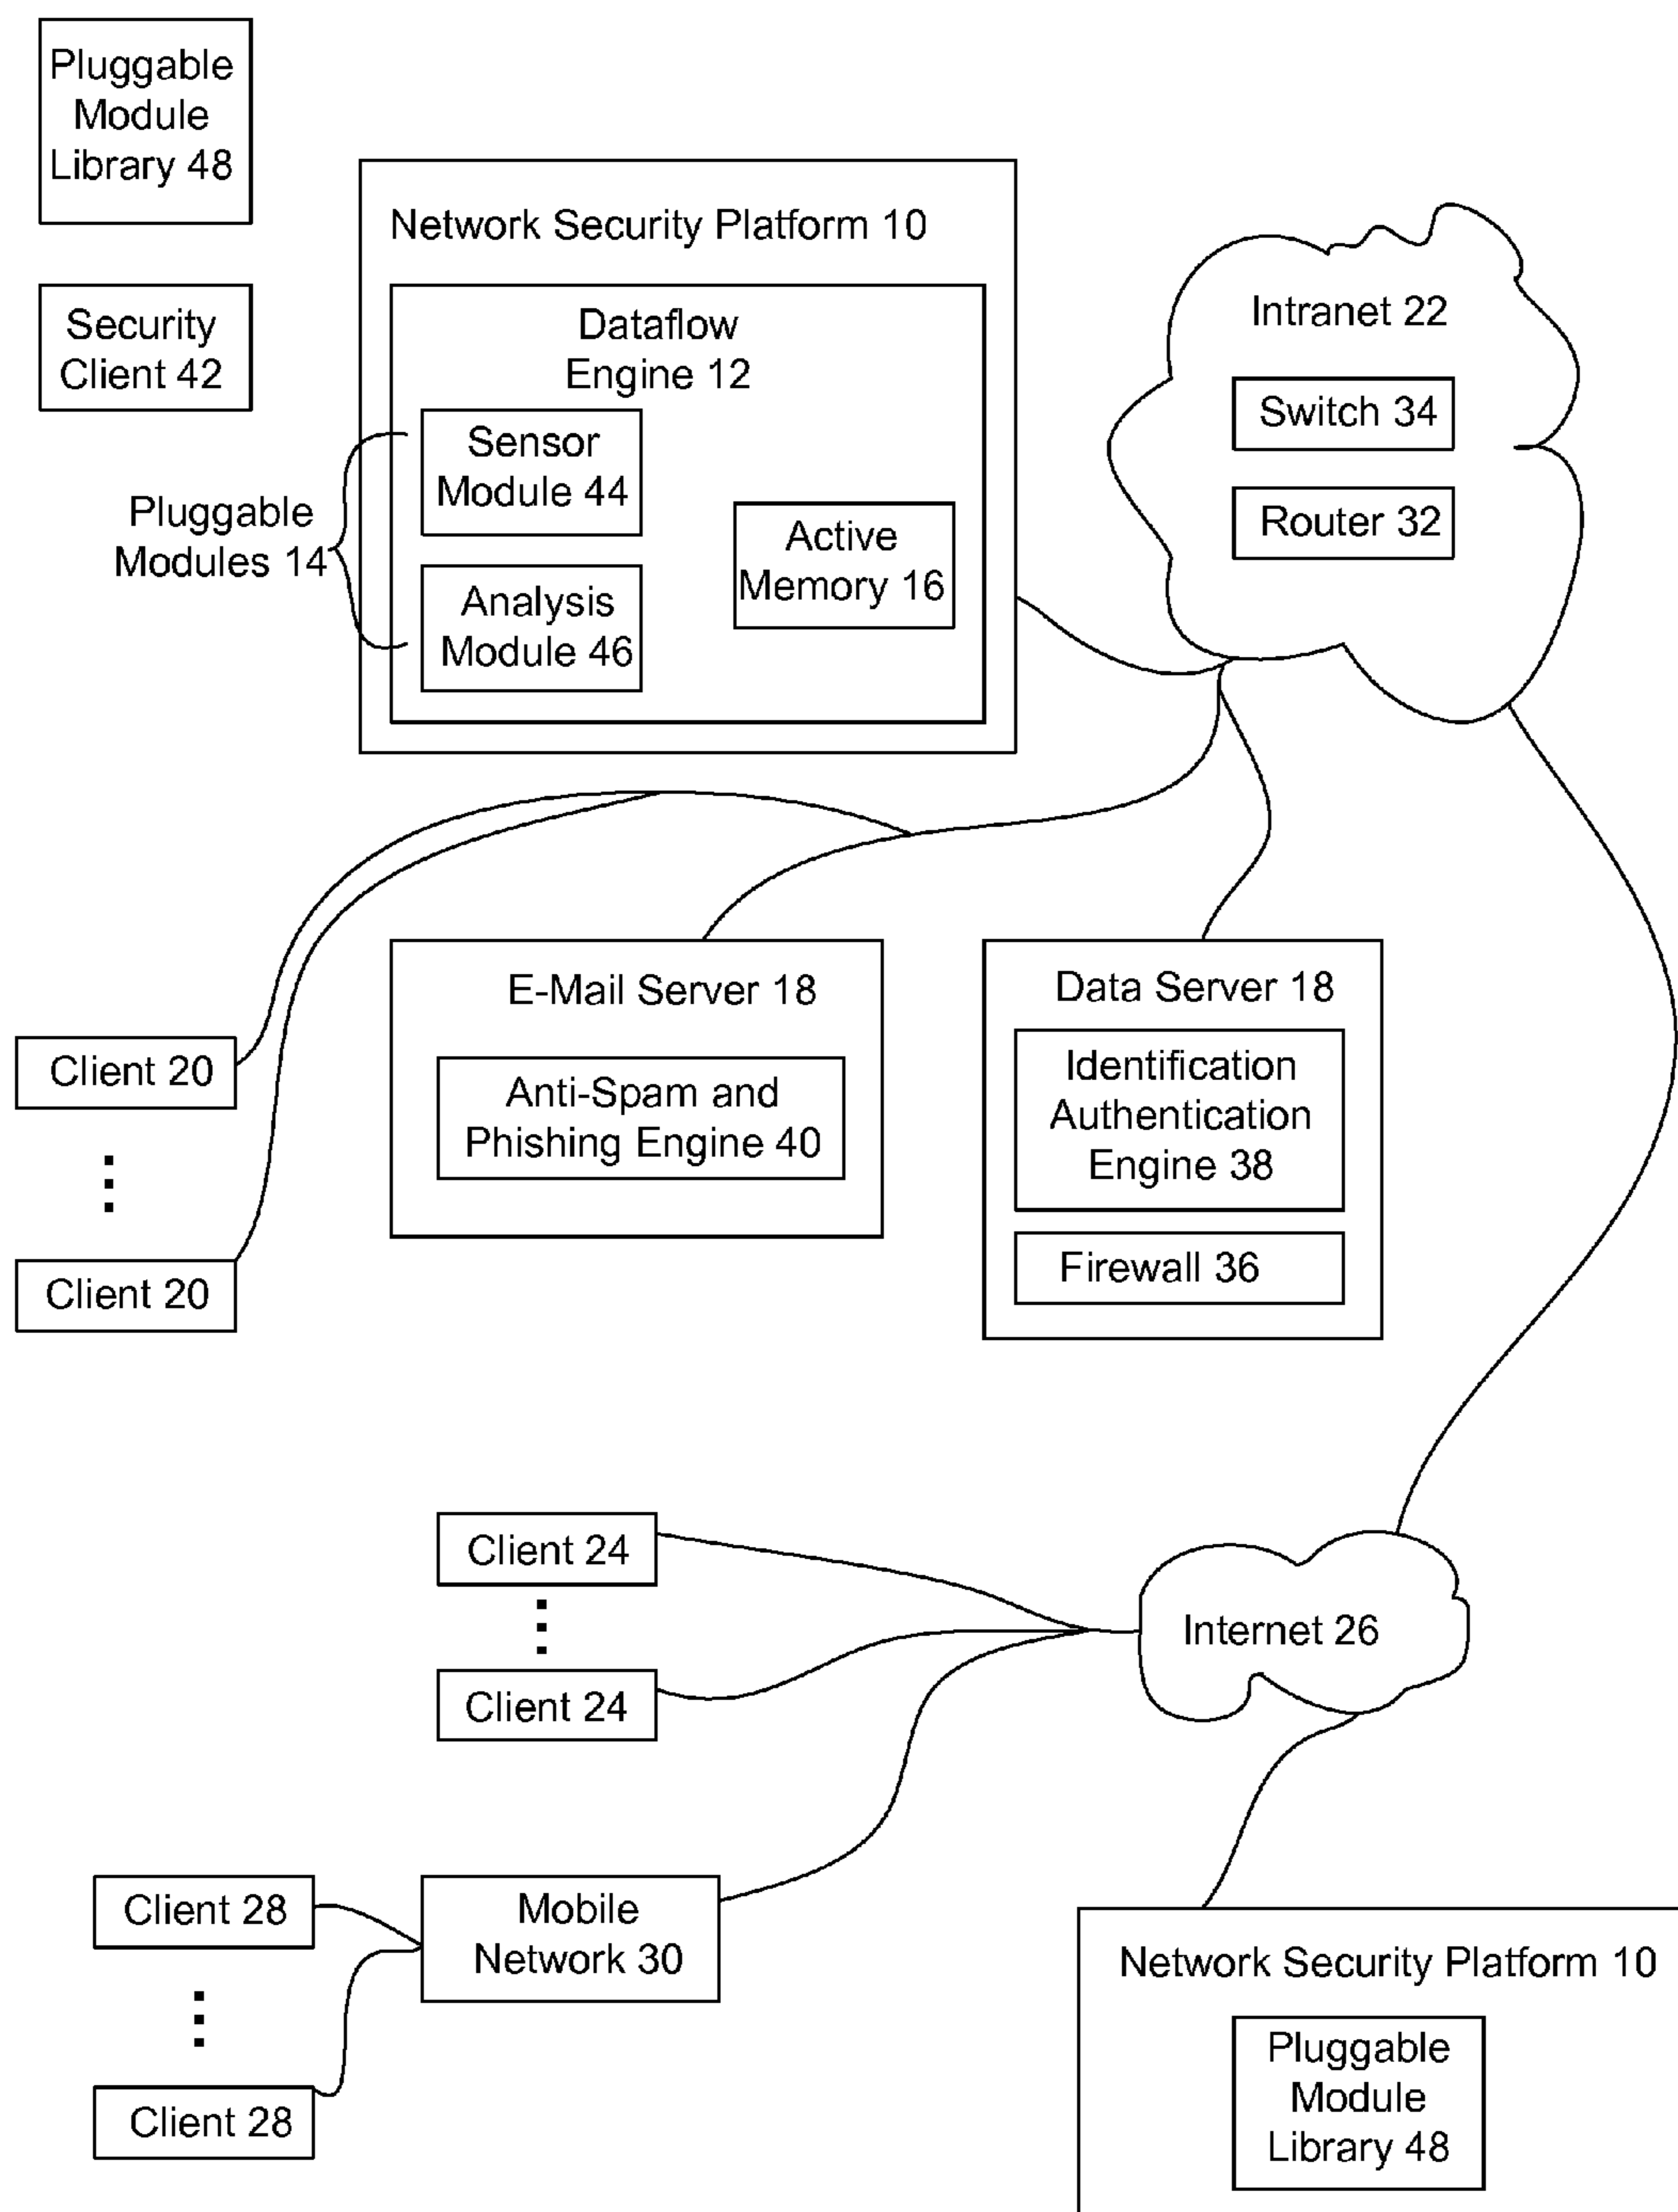 Pluggable
Module
Library 48
Network Security Platform 10
Security
Client 42
Dataflow
Engine 12
Sensor
Module 44
Pluggable
Modules 14
Analysis
Module 46
Active
Memory 16
Intranet 22
Switch 34
Router 32
E-Mail Server 18
Anti-Spam and
Phishing Engine 40
Data Server 18
Identification
Authentication
Engine 38
Firewall 36
Client 20
Client 20
Client 24
Client 24
Internet 26
Client 28
Client 28
Mobile
Network 30
Network Security Platform 10
Pluggable
Module
Library 48